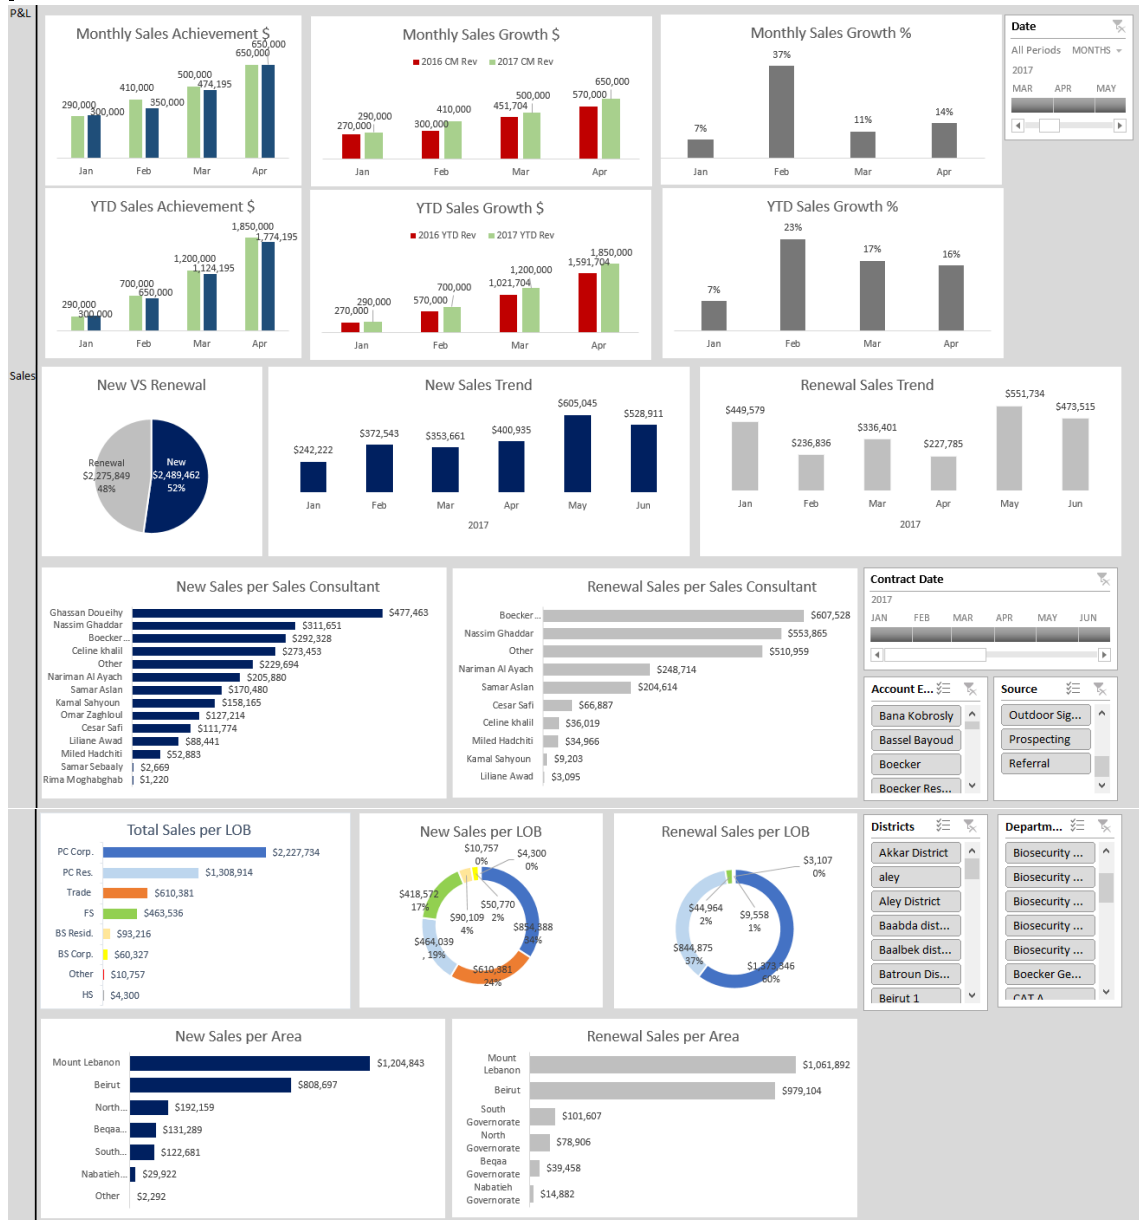 P&L
Monthly Sales Achievement $
290,000
300,000
410,000
350,000
500,000
474,195
650,000
650,000
Jan
Feb
Mar
Apr
Monthly Sales Growth $
2016 CM Rev
2017 CM Rev
270,000
290,000
300,000
410,000
451,704
500,000
570,000
650,000
Jan
Feb
Mar
Apr
Monthly Sales Growth %
7%
37%
11%
14%
Jan
Feb
Mar
Apr
Date
All Periods
MONTHS
2017
MAR
APR
MAY
YTD Sales Achievement $
290,000
300,000
700,000
650,000
1,200,000
1,124,195
1,850,000
1,774,195
Jan
Feb
Mar
Apr
YTD Sales Growth $
2016 YTD Rev
2017 YTD Rev
270,000
290,000
570,000
700,000
1,021,704
1,200,000
1,591,704
1,850,000
Jan
Feb
Mar
Apr
YTD Sales Growth %
7%
23%
17%
16%
Jan
Feb
Mar
Apr
Sales
New VS Renewal
Renewal
$2,275,849
48%
New
$2,489,462
52%
New Sales Trend
$242,222
$372,543
$353,661
$400,935
$605,045
$528,911
Jan
Feb
Mar
Apr
May
Jun
2017
Renewal Sales Trend
$449,579
$236,836
$336,401
$227,785
$551,734
$473,515
Jan
Feb
Mar
Apr
May
Jun
2017
New Sales per Sales Consultant
Ghassan Doueihy $477,463
Nassim Ghaddar $311,651
Boecker... $292,328
Celine khalil $273,453
Other $229,694
Nariman Al Ayach $205,880
Samar Aslan $170,480
Kamal Sahyoun $158,165
Omar Zaghloul $127,214
Cesar Safi $111,774
Liliane Awad $88,441
Miled Hadchiti $52,883
Samar Sebaaly $2,669
Rima Moghabghab $1,220
Renewal Sales per Sales Consultant
Boecker... $607,528
Nassim Ghaddar $553,865
Other $510,959
Nariman Al Ayach $248,714
Samar Aslan $204,614
Cesar Safi $66,887
Celine khalil $36,019
Miled Hadchiti $34,966
Kamal Sahyoun $9,203
Liliane Awad $3,095
Contract Date
2017
JAN
FEB
MAR
APR
MAY
JUN
Account E...
Bana Kobrosly
Bassel Bayoud
Boecker
Boecker Res...
Source
Outdoor Sig...
Prospecting
Referral
Total Sales per LOB
PC Corp. $2,227,734
PC Res. $1,308,914
Trade $610,381
FS $463,536
BS Resid. $93,216
BS Corp. $60,327
Other $10,757
HS $4,300
New Sales per LOB
$10,757
0%
$4,300
0%
$418,572
17%
$50,770
2%
$90,109
4%
$854,388
34%
$464,039
, 19%
$610,381
24%
Renewal Sales per LOB
$3,107
0%
$44,964
2%
$9,558
1%
$844,875
37%
$1,373,346
60%
Districts
Akkar District
aley
Aley District
Baabda dist...
Baalbek dist...
Batroun Dis...
Beirut 1
Departm...
Biosecurity ...
Biosecurity ...
Biosecurity ...
Biosecurity ...
Biosecurity ...
Boecker Ge...
CAT A
New Sales per Area
Mount Lebanon $1,204,843
Beirut $808,697
North... $192,159
Beqaa... $131,289
South... $122,681
Nabatieh... $29,922
Other $2,292
Renewal Sales per Area
Mount
Lebanon $1,061,892
Beirut $979,104
South
Governorate $101,607
North
Governorate $78,906
Beqaa
Governorate $39,458
Nabatieh
Governorate $14,882